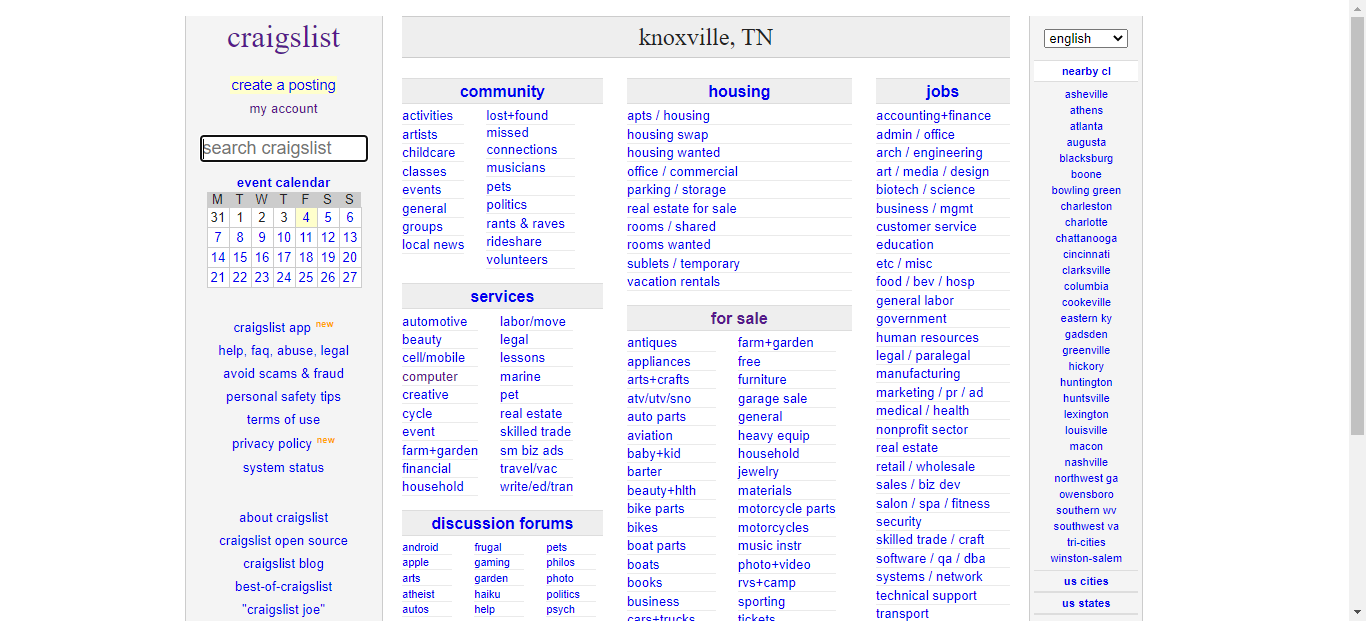 craigslist
create a posting
my account
search craigslist
event calendar
M T W T F S S
31 1 2 3 4 5 6
7 8 9 10 11 12 13
14 15 16 17 18 19 20
21 22 23 24 25 26 27
craigslist app new
help, faq, abuse, legal
avoid scams & fraud
personal safety tips
terms of use
privacy policy new
system status
about craigslist
craigslist open source
craigslist blog
best-of-craigslist
"craigslist joe"
knoxville, TN
community
activities
artists
childcare
classes
events
general
groups
local news
lost+found
missed
connections
musicians
pets
politics
rants & raves
rideshare
volunteers
services
automotive
beauty
cell/mobile
computer
creative
cycle
event
farm+garden
financial
household
labor/move
legal
lessons
marine
pet
real estate
skilled trade
sm biz ads
travel/vac
write/ed/tran
discussion forums
android
apple
arts
atheist
autos
frugal
gaming
garden
haiku
help
pets
philos
photo
politics
psych
housing
apts / housing
housing swap
housing wanted
office / commercial
parking / storage
real estate for sale
rooms / shared
rooms wanted
sublets / temporary
vacation rentals
for sale
antiques
appliances
arts+crafts
atv/utv/sno
auto parts
aviation
baby+kid
barter
beauty+hlth
bike parts
bikes
boat parts
boats
books
business
cars+trucks
farm+garden
free
furniture
garage sale
general
heavy equip
household
jewelry
materials
motorcycle parts
motorcycles
music instr
photo+video
rvs+camp
sporting
tickets
jobs
accounting+finance
admin / office
arch / engineering
art / media / design
biotech / science
business / mgmt
customer service
education
etc / misc
food / bev / hosp
general labor
government
human resources
legal / paralegal
manufacturing
marketing / pr / ad
medical / health
nonprofit sector
real estate
retail / wholesale
sales / biz dev
salon / spa / fitness
security
skilled trade / craft
software / qa / dba
systems / network
technical support
transport
english
nearby cl
asheville
athens
atlanta
augusta
blacksburg
boone
bowling green
charleston
charlotte
chattanooga
cincinnati
clarksville
columbia
cookeville
eastern ky
gadsden
greenville
hickory
huntington
huntsville
lexington
louisville
macon
nashville
northwest ga
owensboro
southern wv
southwest va
tri-cities
winston-salem
us cities
us states